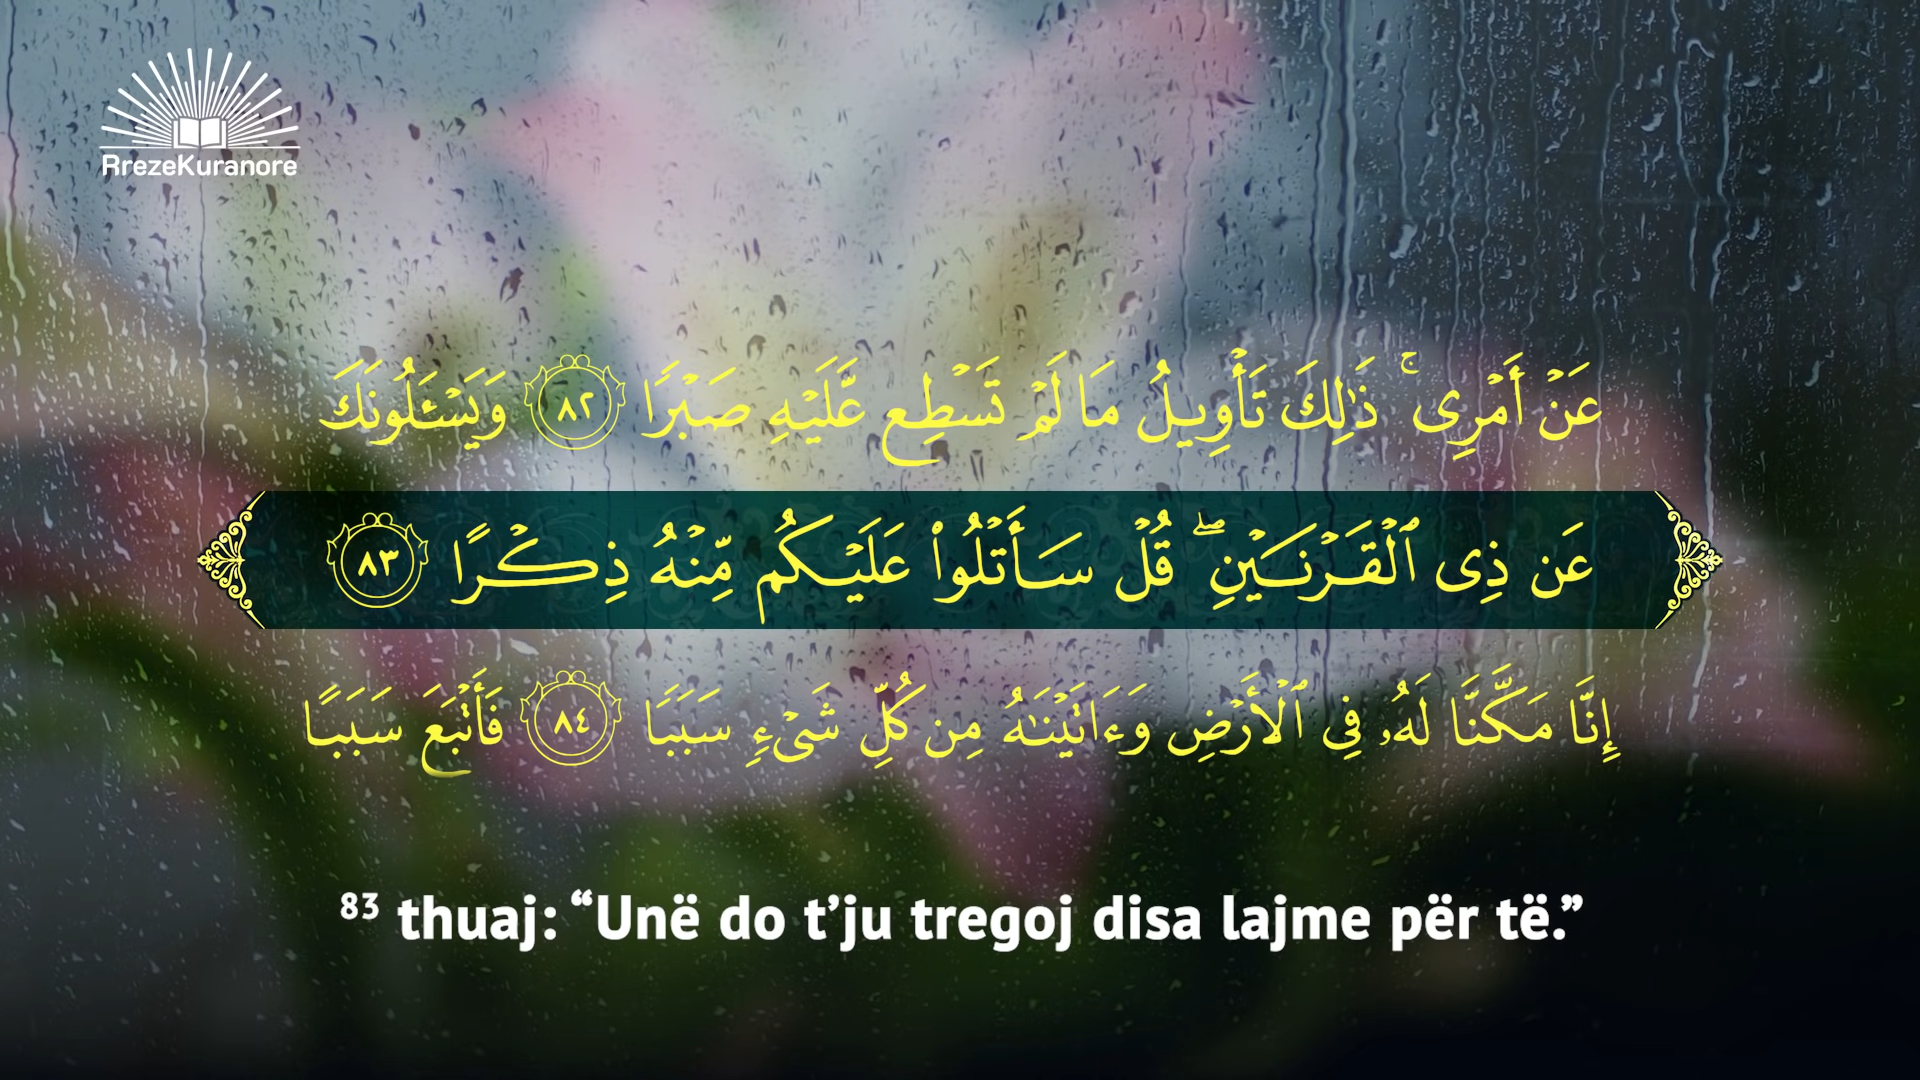 RrezeKuranore
عَنْ أَمْرِى ۚ ذَٰلِكَ تَأْوِيلُ مَا لَمْ تَسْطِع عَّلَيْهِ صَبْرًا ٨٢ وَيَسْـَٔلُونَكَ
عَن ذِى ٱلْقَرْنَيْنِ ۖ قُلْ سَأَتْلُوا۟ عَلَيْكُم مِّنْهُ ذِكْرًا ٨٣
إِنَّا مَكَّنَّا لَهُۥ فِى ٱلْأَرْضِ وَءَاتَيْنَـٰهُ مِن كُلِّ شَىْءٍ سَبَبًا ٨٤ فَأَتْبَعَ سَبَبًا
83 thuaj: “Unë do t’ju tregoj disa lajme për të.”